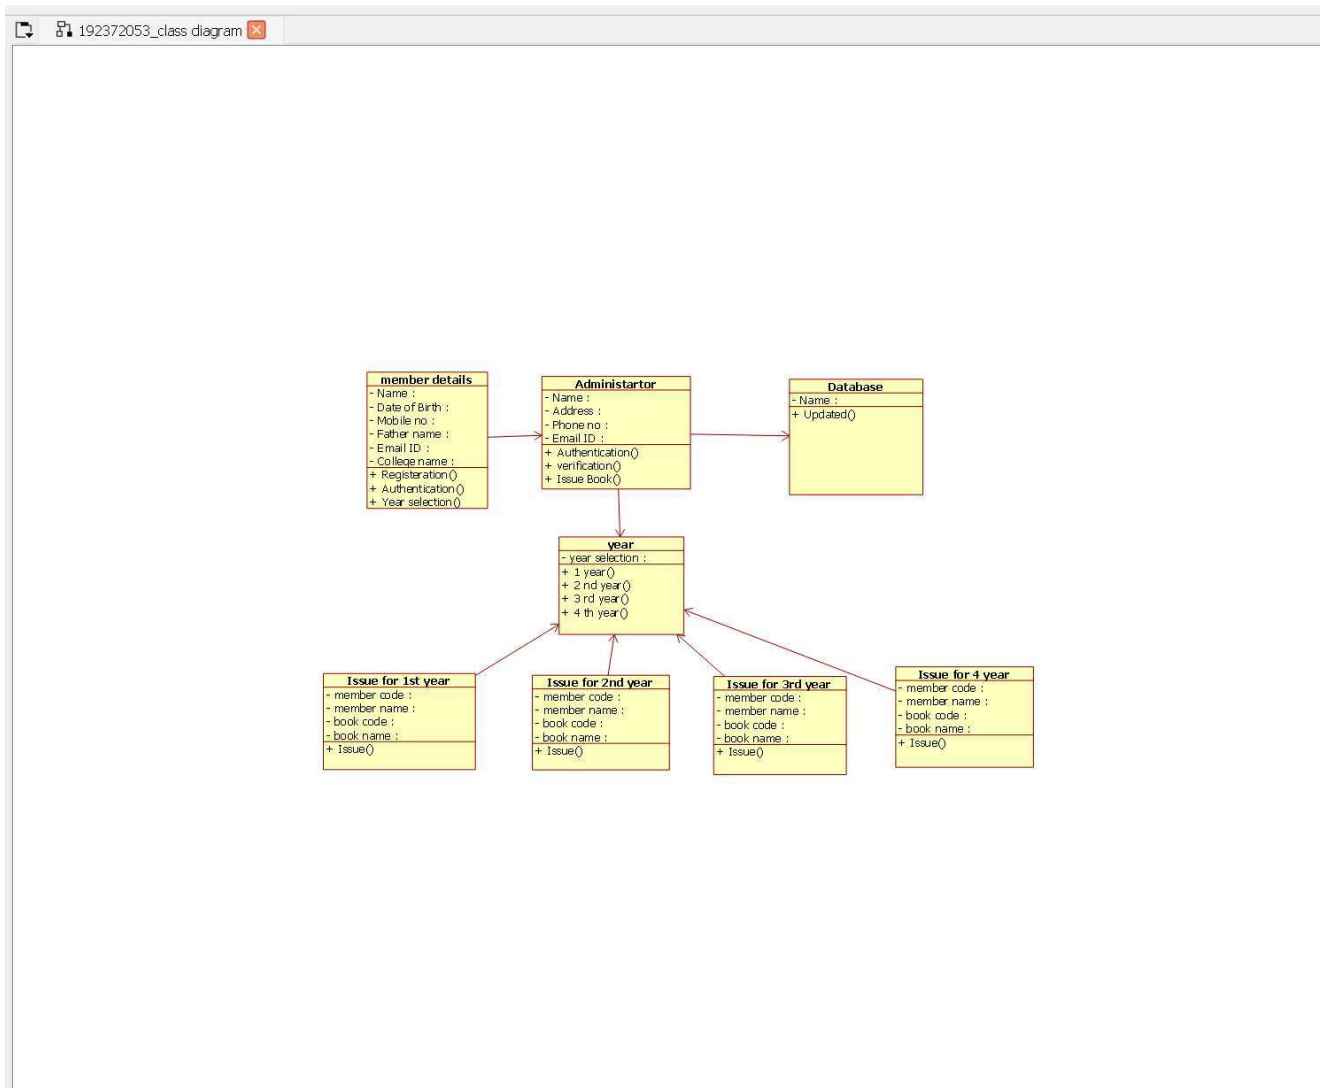 192372053_class diagram
member details
- Name :
- Date of Birth :
- Mobile no :
- Father name :
- Email ID :
- College name :
+ Registeration()
+ Authentication()
+ Year selection()
Administartor
- Name :
- Address :
- Phone no :
- Email ID :
+ Authentication()
+ verification()
+ Issue Book()
Database
- Name :
+ Updated()
year
- year selection :
+ 1 year()
+ 2 nd year()
+ 3 rd year()
+ 4 th year()
Issue for 1st year
- member code :
- member name :
- book code :
- book name :
+ Issue()
Issue for 2nd year
- member code :
- member name :
- book code :
- book name :
+ Issue()
Issue for 3rd year
- member code :
- member name :
- book code :
- book name :
+ Issue()
Issue for 4 year
- member code :
- member name :
- book code :
- book name :
+ Issue()